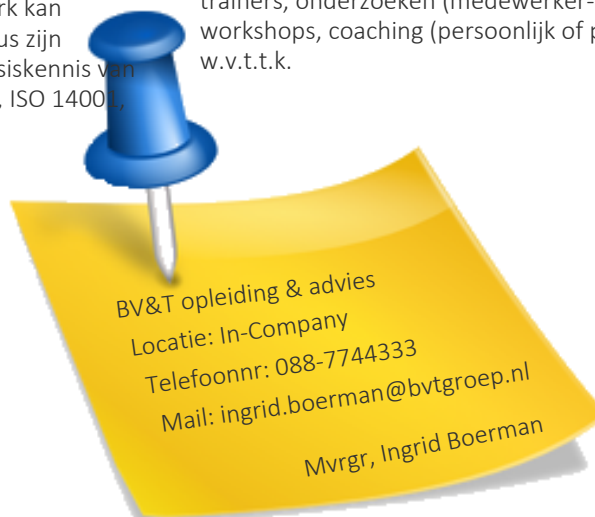 rk kan
us zijn
siskennis van
, ISO 14001,
trainers, onderzoeken (medewerker-
workshops, coaching (persoonlijk of p
w.v.t.t.k.
BV&T opleiding & advies
Locatie: In-Company
Telefoonnr: 088-7744333
Mail: ingrid.boerman@bvtgroep.nl
Mvrgr, Ingrid Boerman